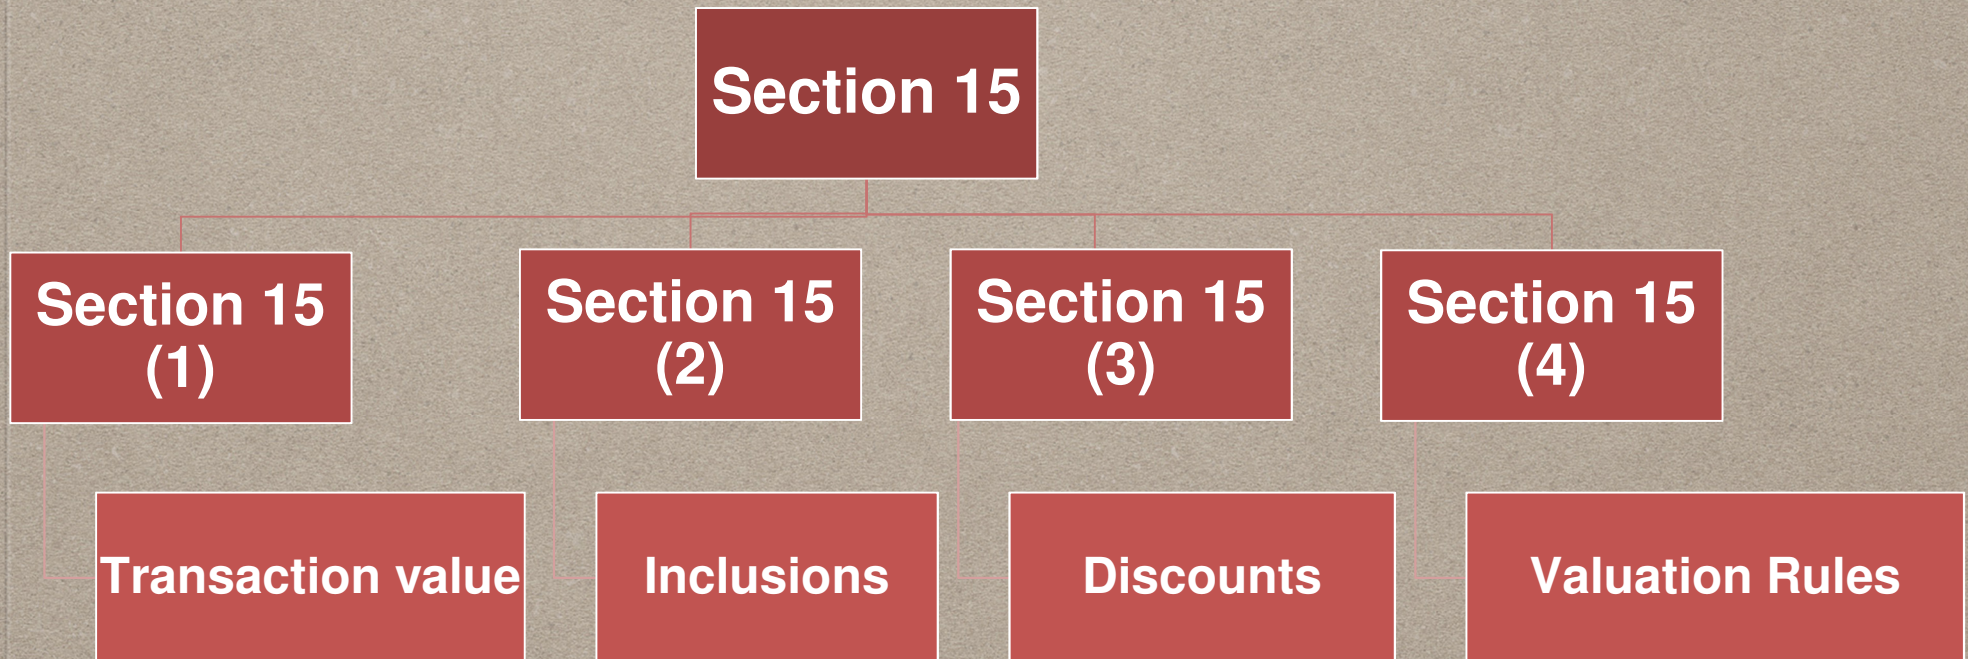 Section 15
Section 15
(1)
Section 15
(2)
Section 15
(3)
Section 15
(4)
Transaction value
Inclusions
Discounts
Valuation Rules